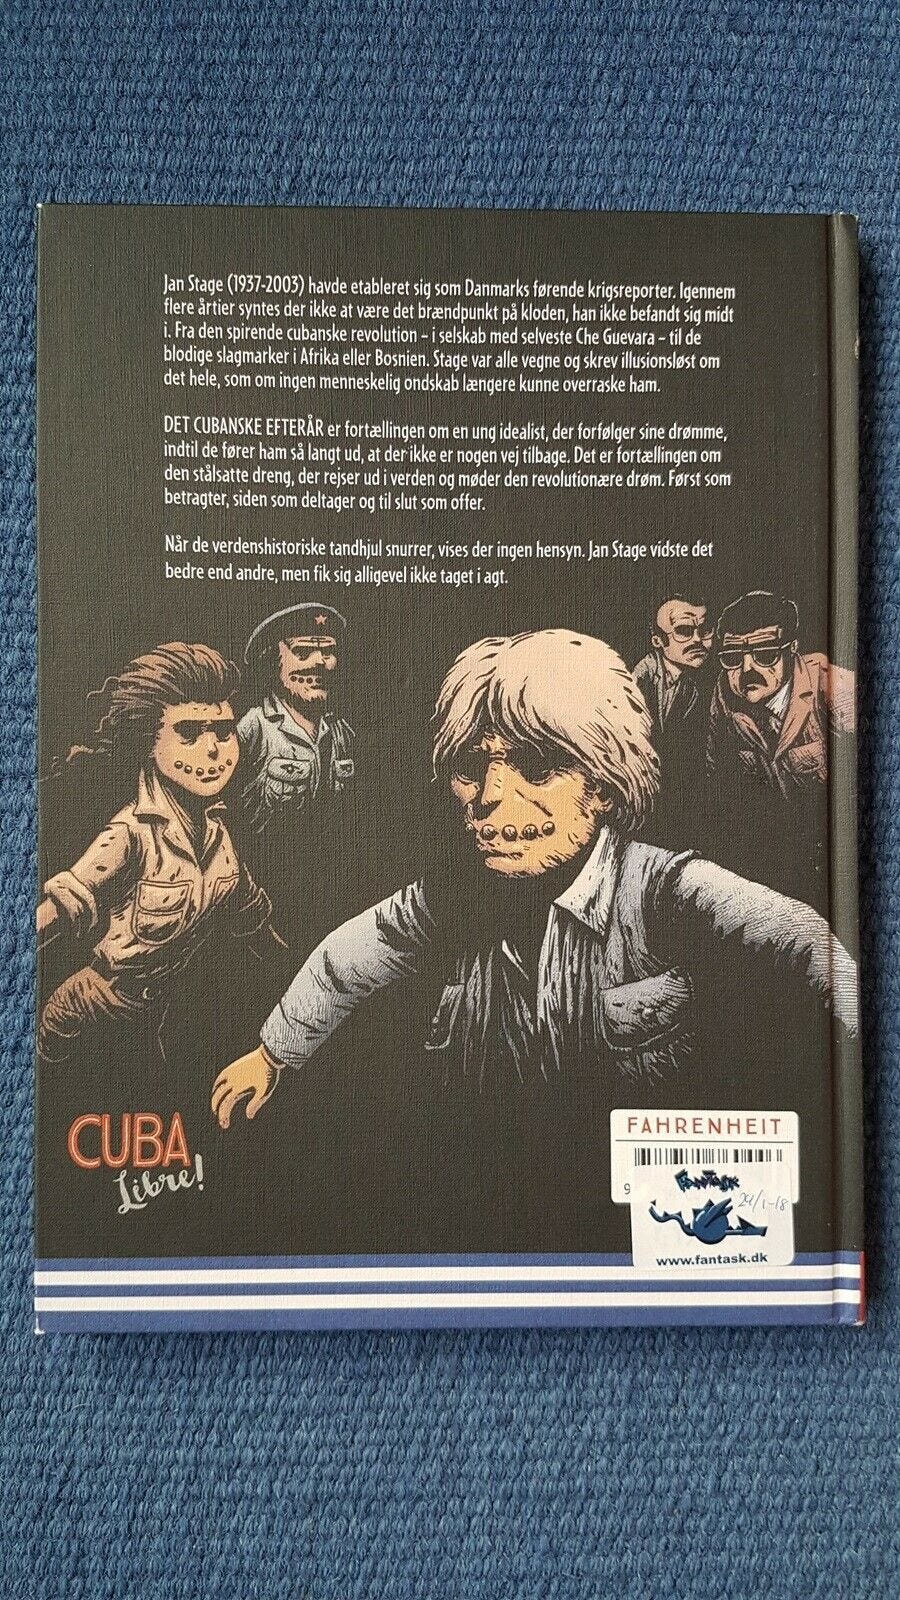 Jan Stage (1937-2003) havde etableret sig som Danmarks førende krigsreporter. Igennem
flere årtier syntes der ikke at være det brændpunkt på kloden, han ikke befandt sig midt
i. Fra den spirende cubanske revolution – i selskab med selveste Che Guevara – til de
blodige slagmarker i Afrika eller Bosnien. Stage var alle vegne og skrev illusionsløst om
det hele, som om ingen menneskelig ondskab længere kunne overraske ham.
DET CUBANSKE EFTERÅR er fortællingen om en ung idealist, der forfølger sine drømme,
indtil de fører ham så langt ud, at der ikke er nogen vej tilbage. Det er fortællingen om
den stålsatte dreng, der rejser ud i verden og møder den revolutionære drøm. Først som
betragter, siden som deltager og til slut som offer.
Når de verdenshistoriske tandhjul snurrer, vises der ingen hensyn. Jan Stage vidste det
bedre end andre, men fik sig alligevel ikke taget i agt.
CUBA
Libre!
FAHRENHEIT
9
FANTASK
www.fantask.dk